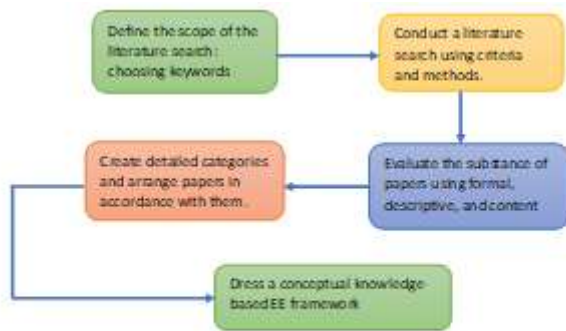 Define the scope of the
literature search:
choosing keywords
Conduct a literature
search using criteria
and methods.
Evaluate the substance of
papers using formal,
descriptive, and content
Create detailed categories
and arrange papers in
accordance with them.
Dress a conceptual knowledge-
based EE framework